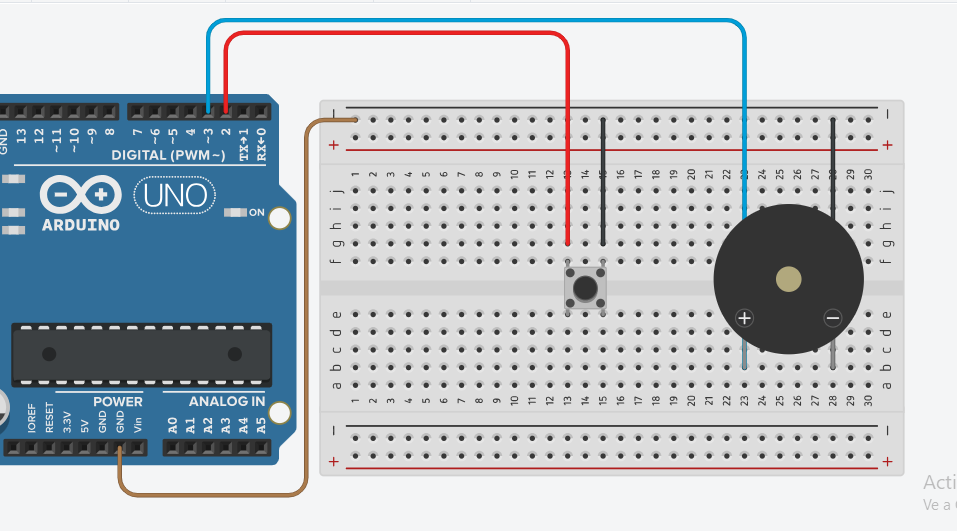 GND
13
12
~11
~10
~9
8
7
~6
~5
4
~3
2
TX→1
RX←0
DIGITAL (PWM~)
UNO
ARDUINO
ON
POWER
ANALOG IN
IOREF
RESET
3.3V
5V
GND
GND
Vin
A0
A1
A2
A3
A4
A5
− −
+ +
1 2 3 4 5 6 7 8 9 10 11 12 13 14 15 16 17 18 19 20 21 22 23 24 25 26 27 28 29 30
j j
i i
h h
g g
f f
+ −
e e
d d
c c
b b
a a
1 2 3 4 5 6 7 8 9 10 11 12 13 14 15 16 17 18 19 20 21 22 23 24 25 26 27 28 29 30
− −
+ +
Acti
Ve a